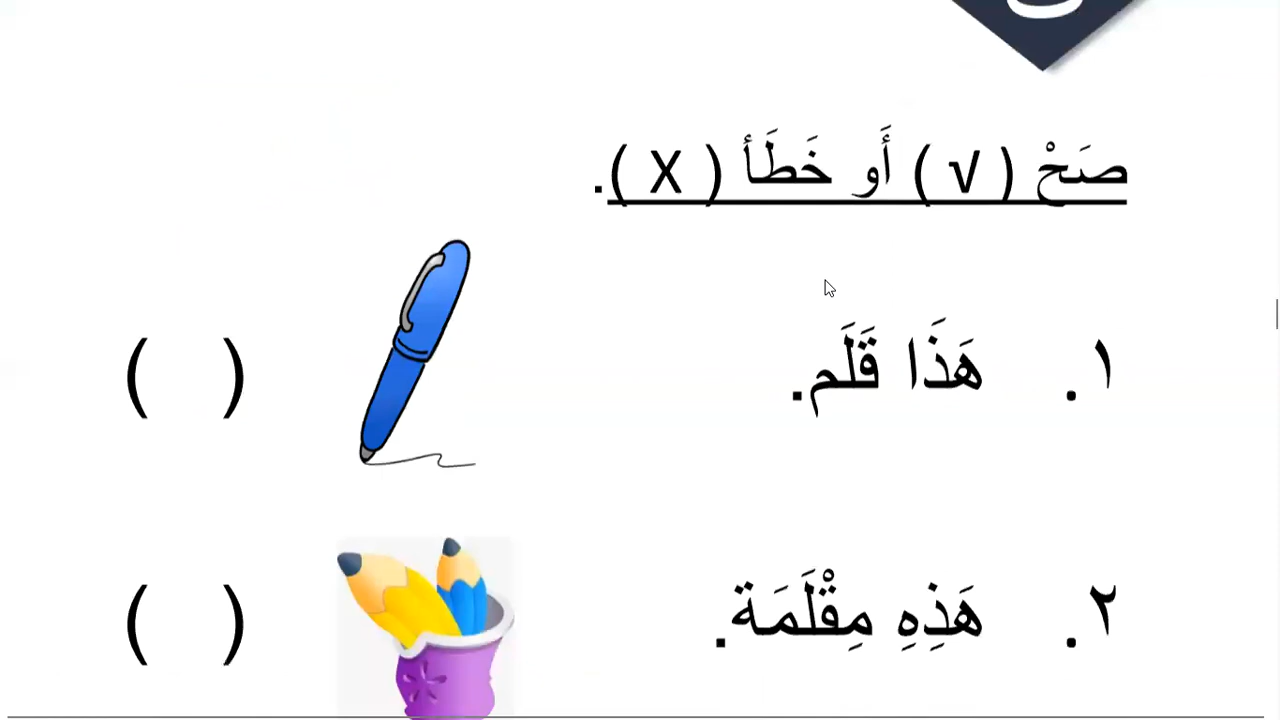 صَحْ ( √ ) أَو خَطَأ ( X ).
١. هَذَا قَلَم. ( )
٢. هَذِهِ مِقْلَمَة. ( )